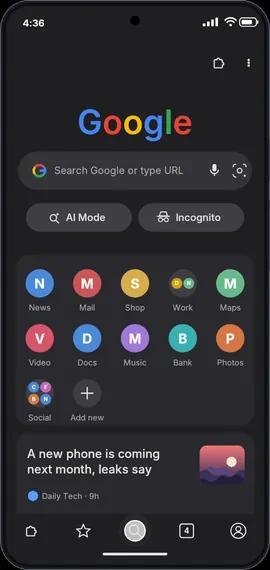 4:36
Google
Search Google or type URL
AI Mode
Incognito
N
M
S
D
N
M
News
Mail
Shop
Work
Maps
V
D
M
B
P
Video
Docs
Music
Bank
Photos
C
F
B
N
Social
Add new
A new phone is coming
next month, leaks say
Daily Tech · 9h
4